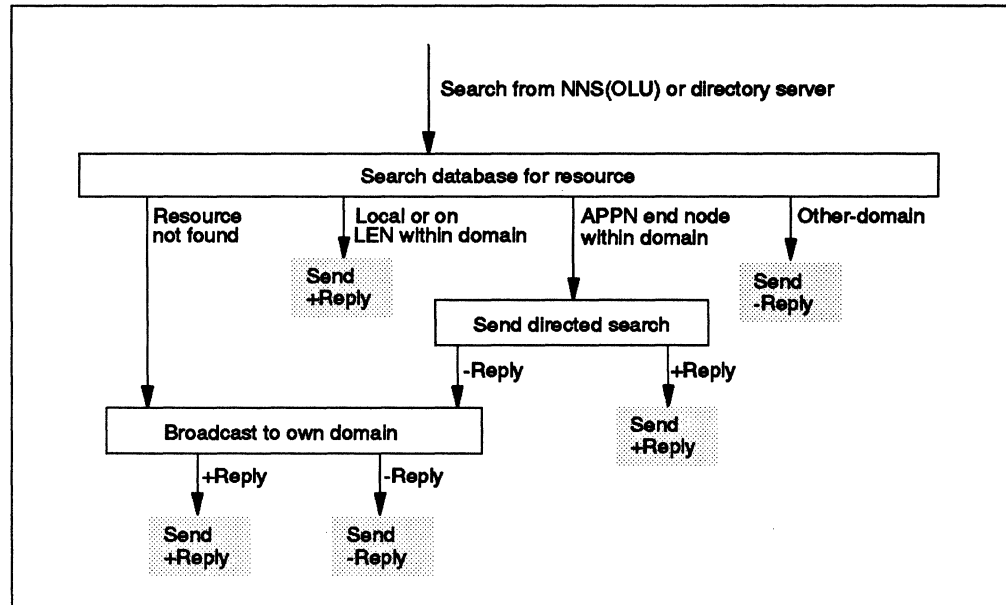 Search from NNS(OLU) or directory server
Search database for resource
Resource
not found
Local or on
LEN within domain
APPN end node
within domain
Other-domain
Send
+Reply
Send
-Reply
Send directed search
-Reply
+Reply
Broadcast to own domain
Send
+Reply
+Reply
-Reply
Send
+Reply
Send
-Reply